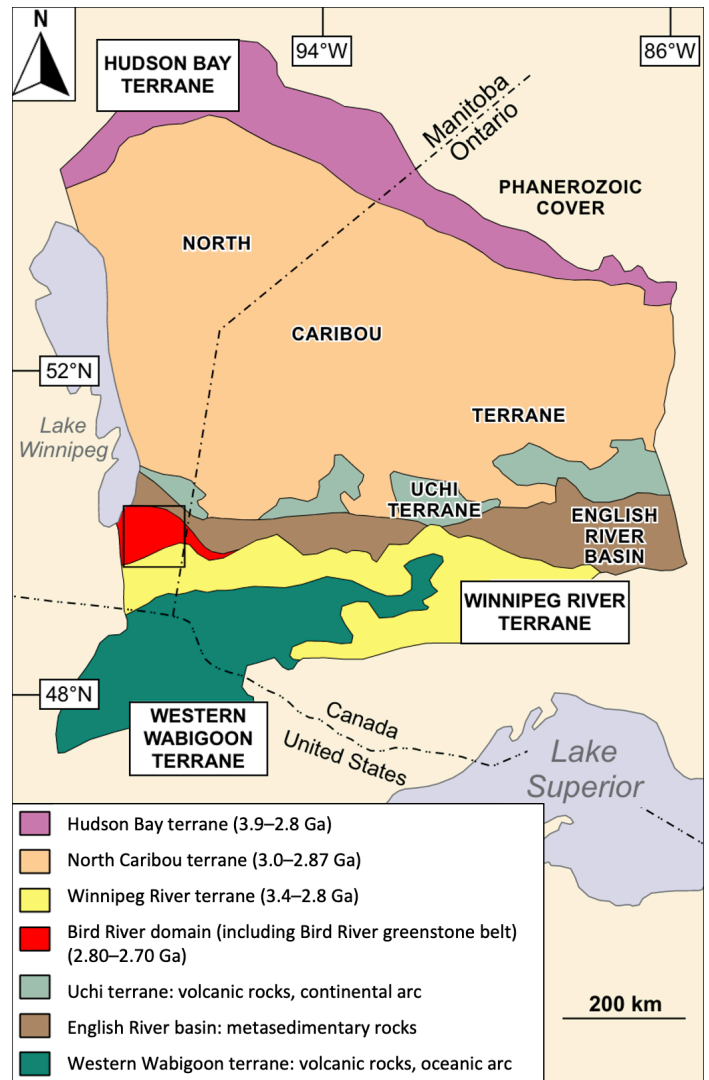 N
94°W
86°W
HUDSON BAY
TERRANE
Manitoba
Ontario
PHANEROZOIC
COVER
NORTH
CARIBOU
52°N
TERRANE
Lake
Winnipeg
UCHI
TERRANE
ENGLISH
RIVER
BASIN
WINNIPEG RIVER
TERRANE
48°N
WESTERN
WABIGOON
TERRANE
Canada
United States
Lake
Superior
Hudson Bay terrane (3.9–2.8 Ga)
North Caribou terrane (3.0–2.87 Ga)
Winnipeg River terrane (3.4–2.8 Ga)
Bird River domain (including Bird River greenstone belt)
(2.80–2.70 Ga)
Uchi terrane: volcanic rocks, continental arc
200 km
English River basin: metasedimentary rocks
Western Wabigoon terrane: volcanic rocks, oceanic arc